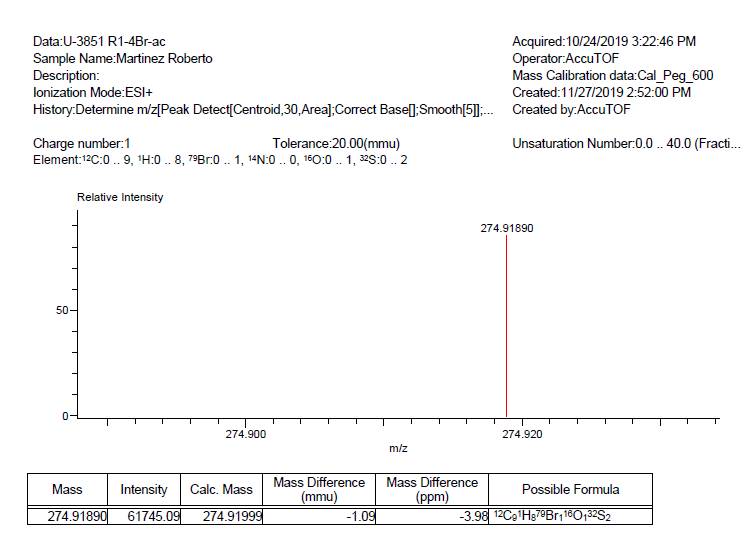 Data:U-3851 R1-4Br-ac
Acquired:10/24/2019 3:22:46 PM
Sample Name:Martinez Roberto
Operator:AccuTOF
Description:
Mass Calibration data:Cal_Peg_600
Ionization Mode:ESI+
Created:11/27/2019 2:52:00 PM
History:Determine m/z[Peak Detect[Centroid,30,Area];Correct Base[];Smooth[5]];...
Created by:AccuTOF
Charge number:1
Tolerance:20.00(mmu)
Unsaturation Number:0.0 .. 40.0 (Fracti...
Element:¹²C:0 .. 9, ¹H:0 .. 8, ⁷⁹Br:0 .. 1, ¹⁴N:0 .. 0, ¹⁶O:0 .. 1, ³²S:0 .. 2
Relative Intensity
274.91890
50
0
274.900
274.920
m/z
Mass Intensity Calc. Mass Mass Difference (mmu) Mass Difference (ppm) Possible Formula
274.91890 61745.09 274.91999 -1.09 -3.98 ¹²C₉¹H₈⁷⁹Br₁¹⁶O₁³²S₂